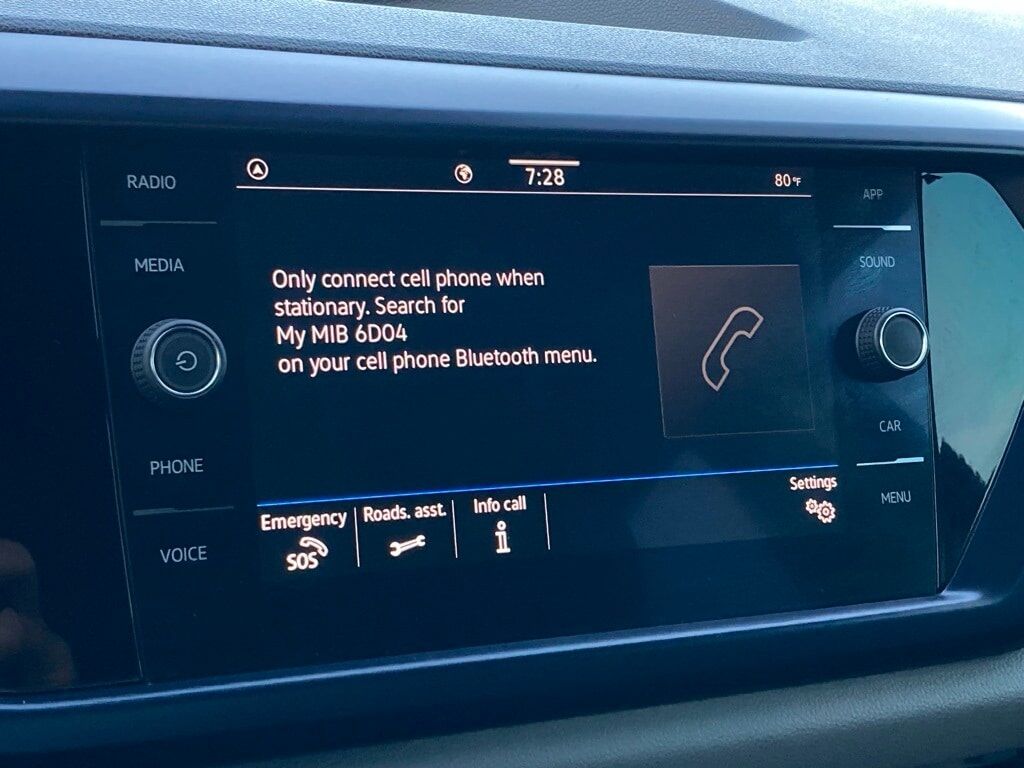 RADIO
MEDIA
PHONE
VOICE
7:28
80°F
Only connect cell phone when
stationary. Search for
My MIB 6D04
on your cell phone Bluetooth menu.
Emergency
SOS
Roads. asst.
Info call
i
Settings
APP
SOUND
CAR
MENU